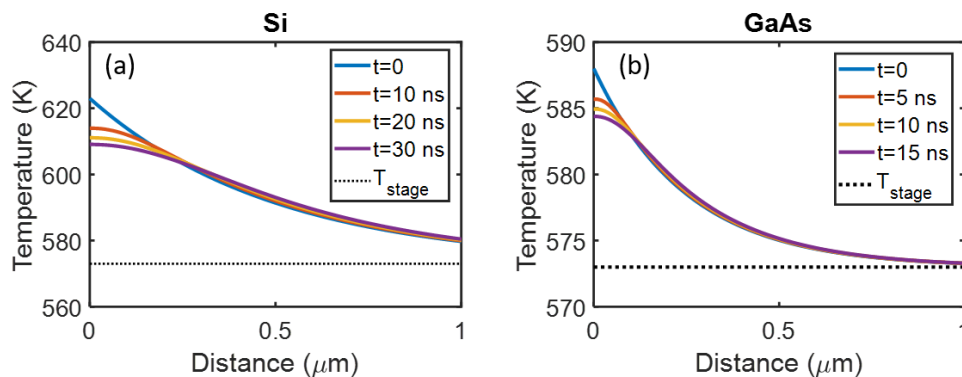 Si
(a)
640
620
600
580
560
Temperature (K)
0
0.5
1
Distance (μm)
t=0
t=10 ns
t=20 ns
t=30 ns
T_stage
GaAs
(b)
590
585
580
575
570
Temperature (K)
0
0.5
1
Distance (μm)
t=0
t=5 ns
t=10 ns
t=15 ns
T_stage